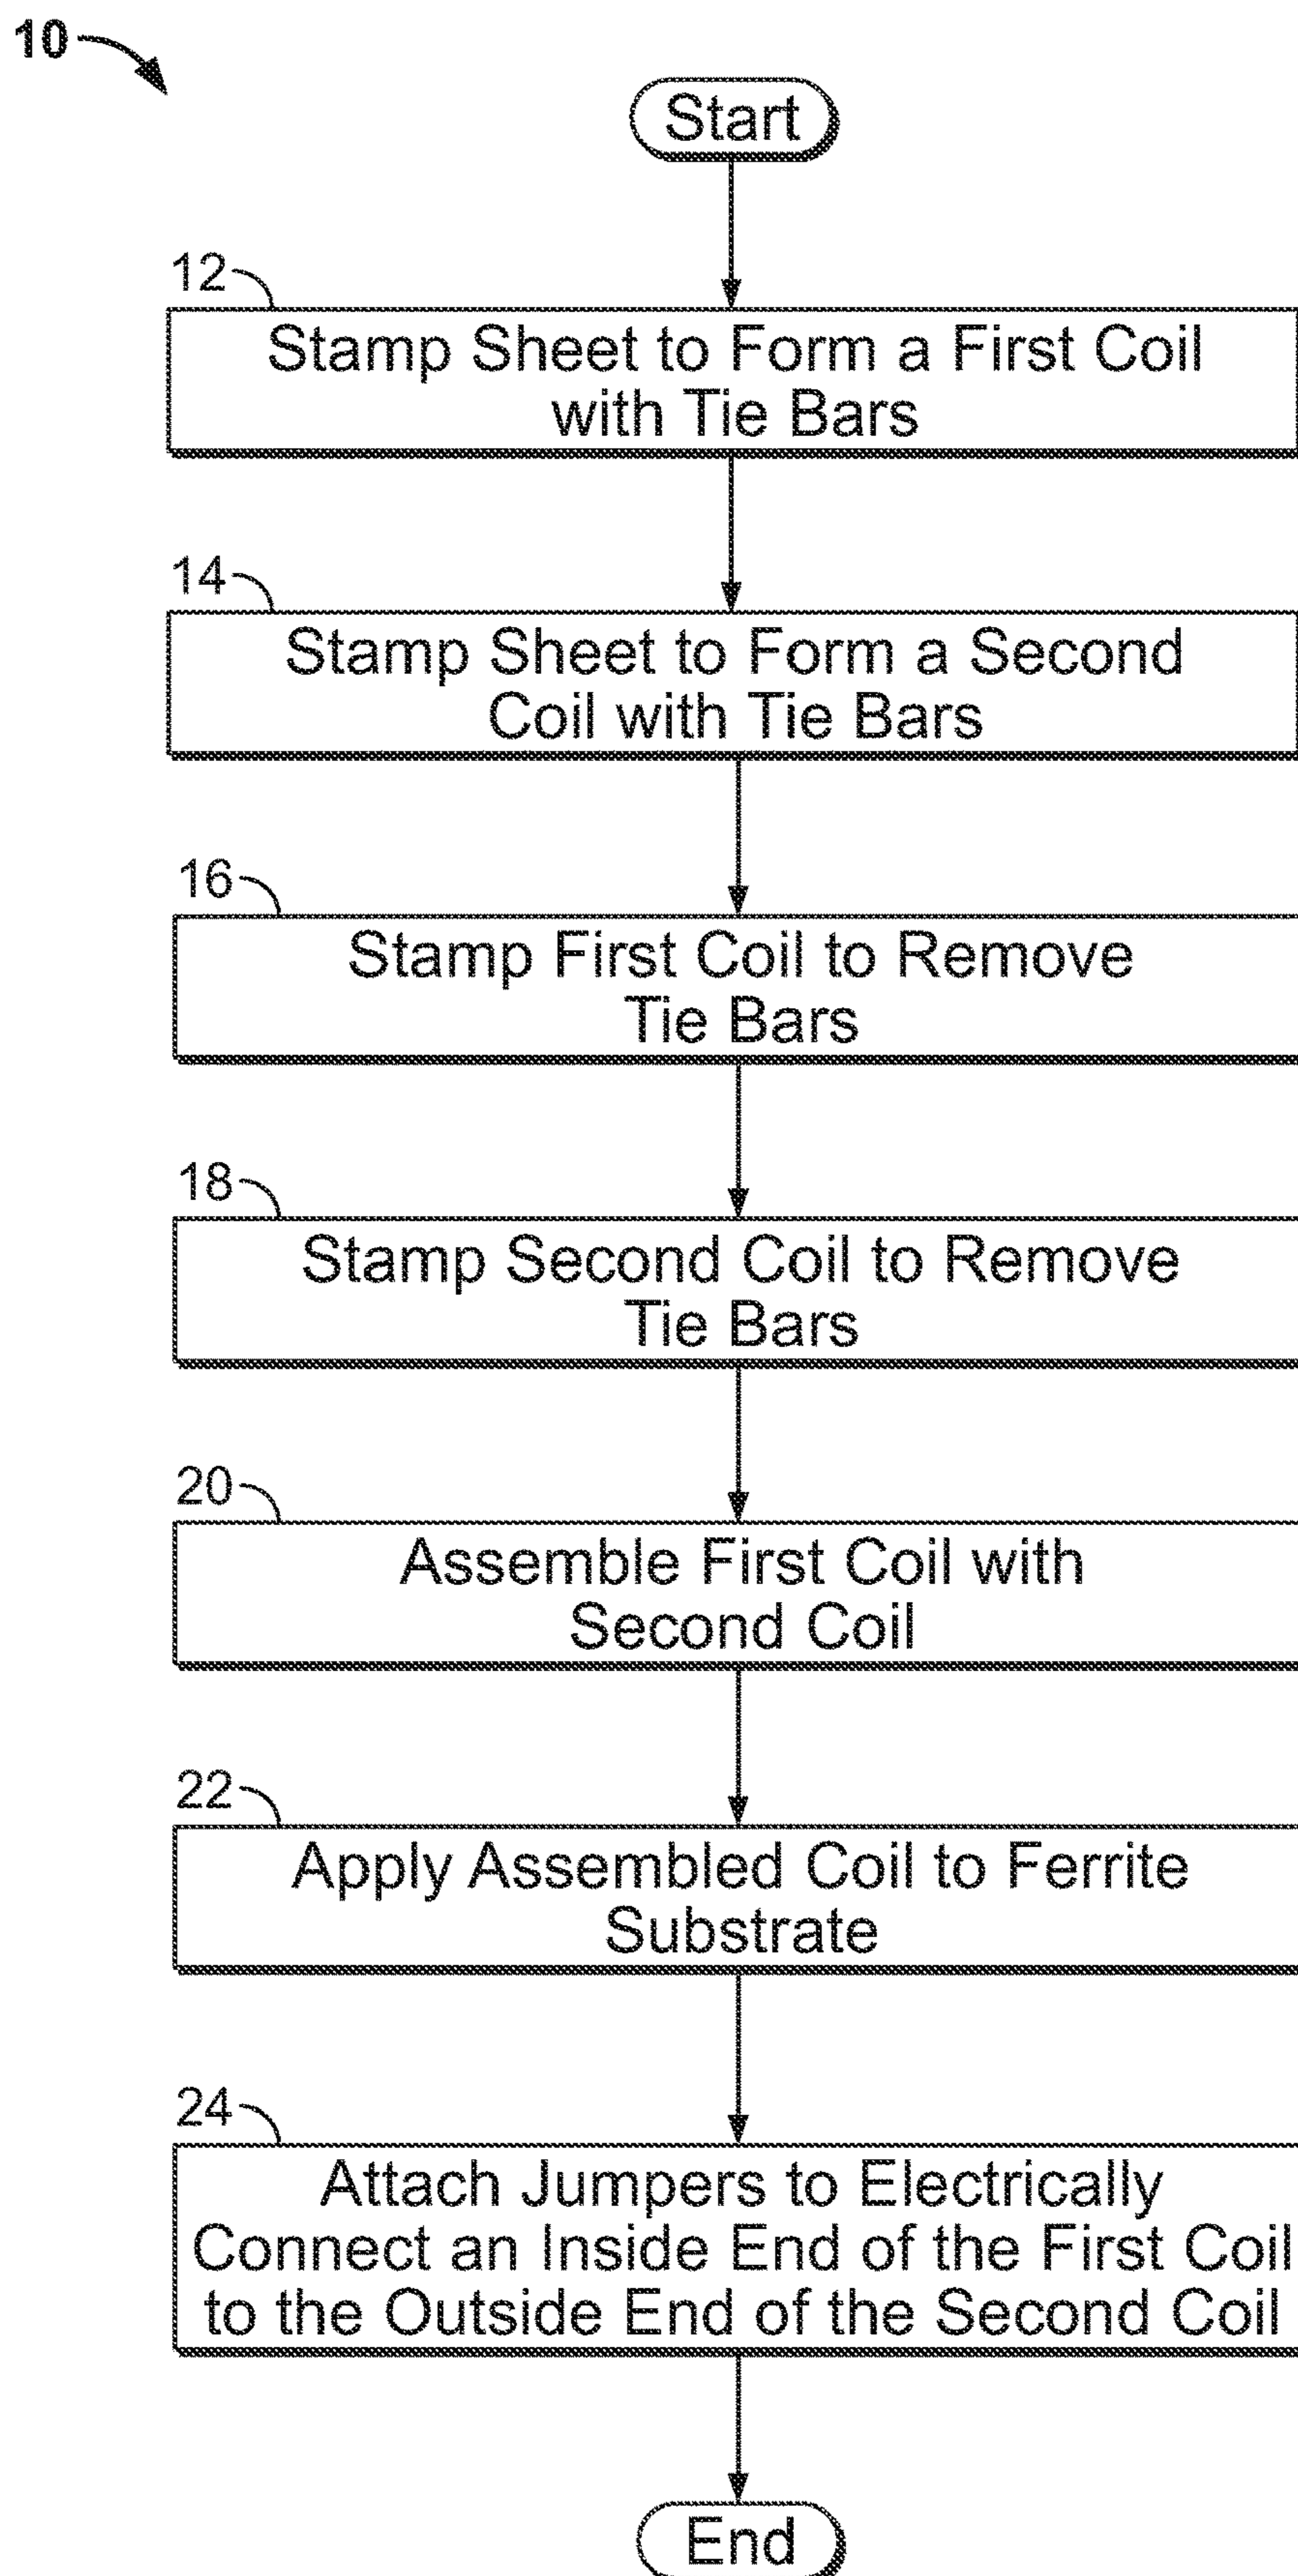 10
Start
12
Stamp Sheet to Form a First Coil
with Tie Bars
14
Stamp Sheet to Form a Second
Coil with Tie Bars
16
Stamp First Coil to Remove
Tie Bars
18
Stamp Second Coil to Remove
Tie Bars
20
Assemble First Coil with
Second Coil
22
Apply Assembled Coil to Ferrite
Substrate
24
Attach Jumpers to Electrically
Connect an Inside End of the First Coil
to the Outside End of the Second Coil
End